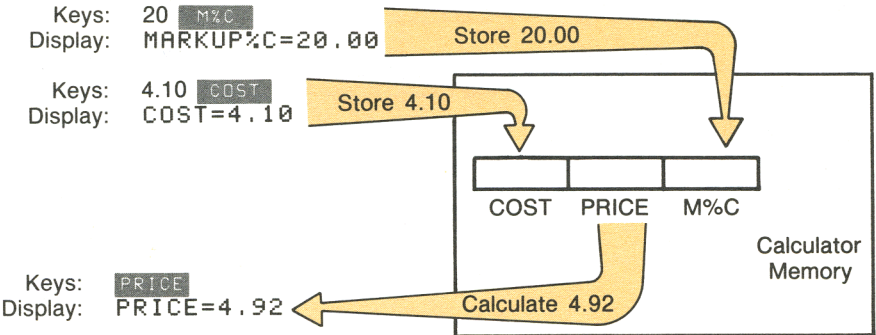 Keys: 20 M%C
Display: MARKUP%C=20.00
Store 20.00
Keys: 4.10 COST
Display: COST=4.10
Store 4.10
COST PRICE M%C
Calculator
Memory
Keys: PRICE
Display: PRICE=4.92
Calculate 4.92